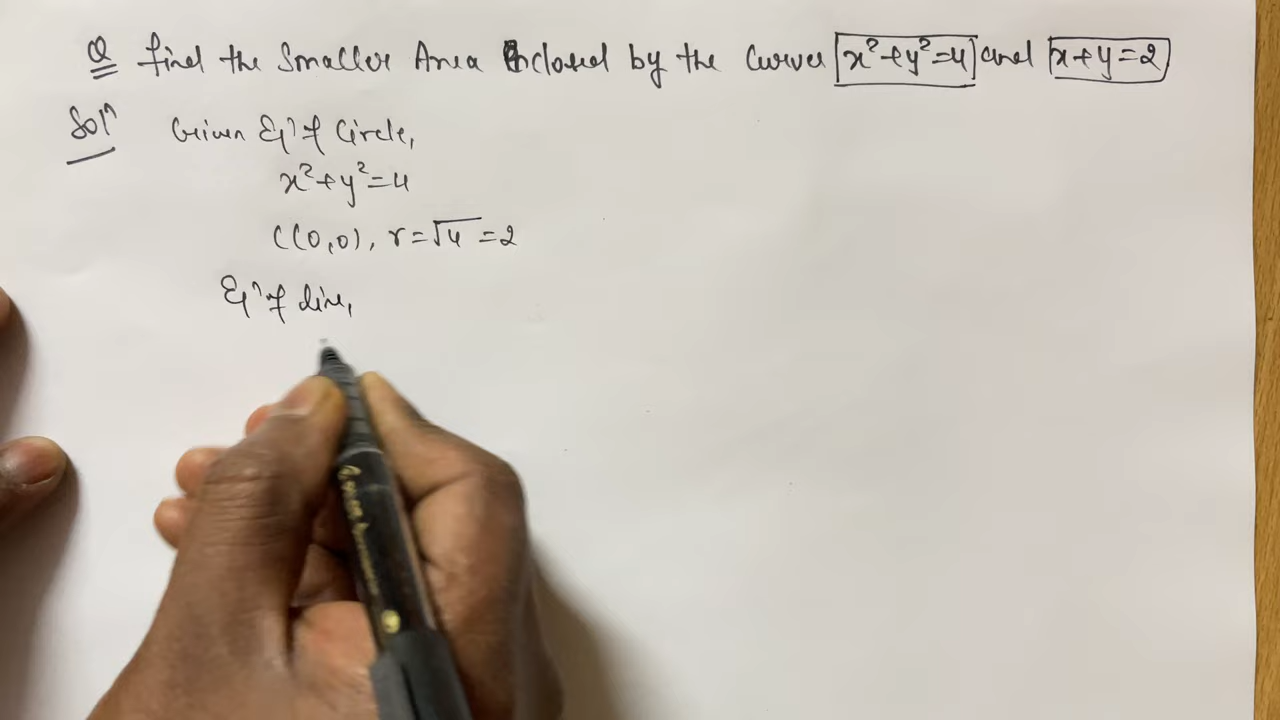 Q find the Smaller Area Enclosed by the Curves x²+y²=4 and x+y=2
Solⁿ Given Eqⁿ of Circle,
x²+y²=4
C(0,0), r=√4=2
Eqⁿ of line,